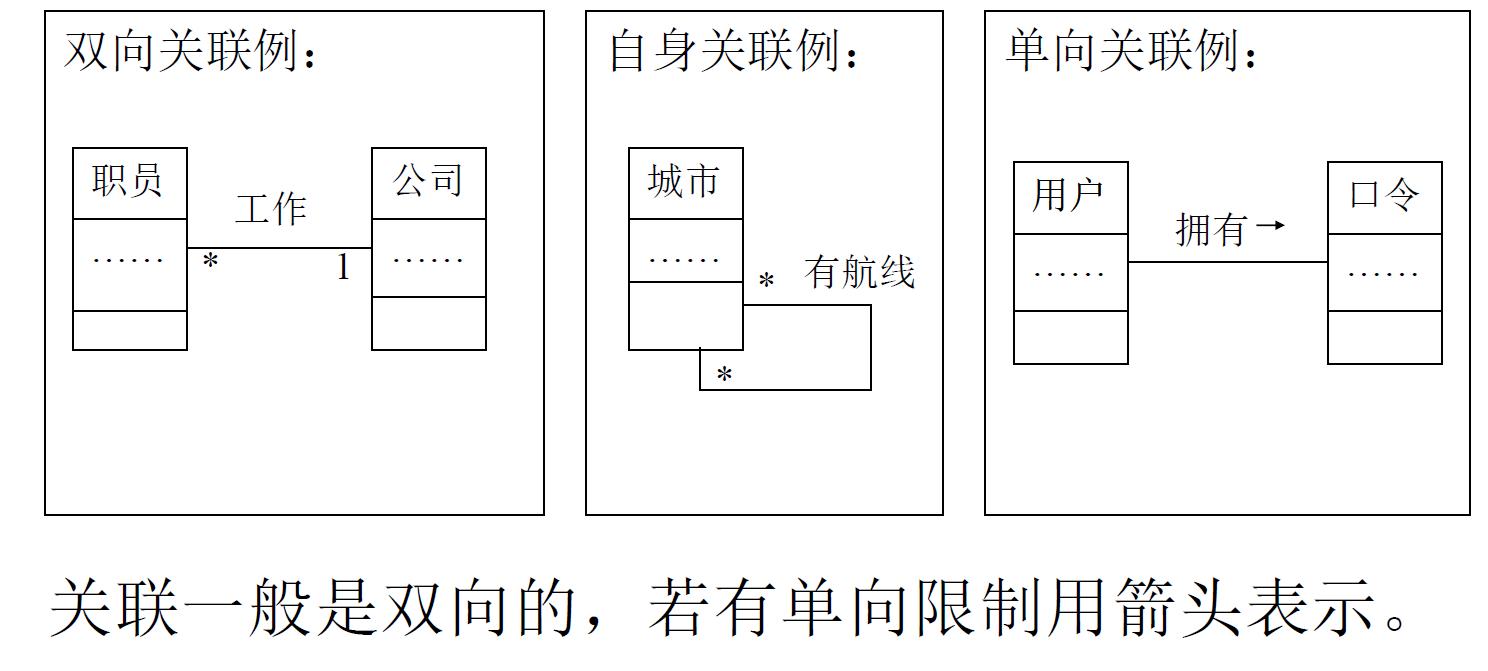 双向关联例：
职员
……
工作
*
1
公司
……
自身关联例：
城市
……
*
有航线
*
单向关联例：
用户
……
拥有→
口令
……
关联一般是双向的，若有单向限制用箭头表示。